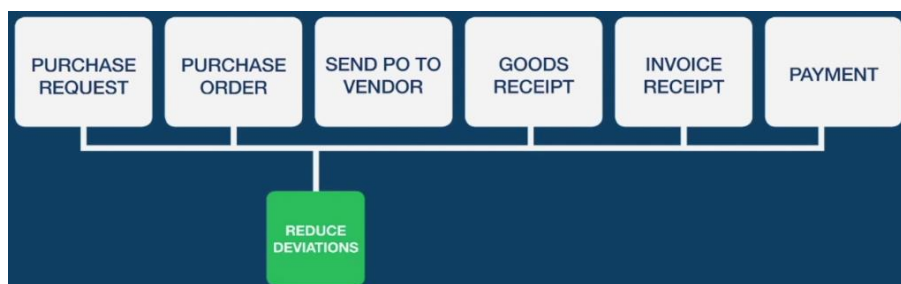 PURCHASE
REQUEST
PURCHASE
ORDER
SEND PO TO
VENDOR
GOODS
RECEIPT
INVOICE
RECEIPT
PAYMENT
REDUCE
DEVIATIONS